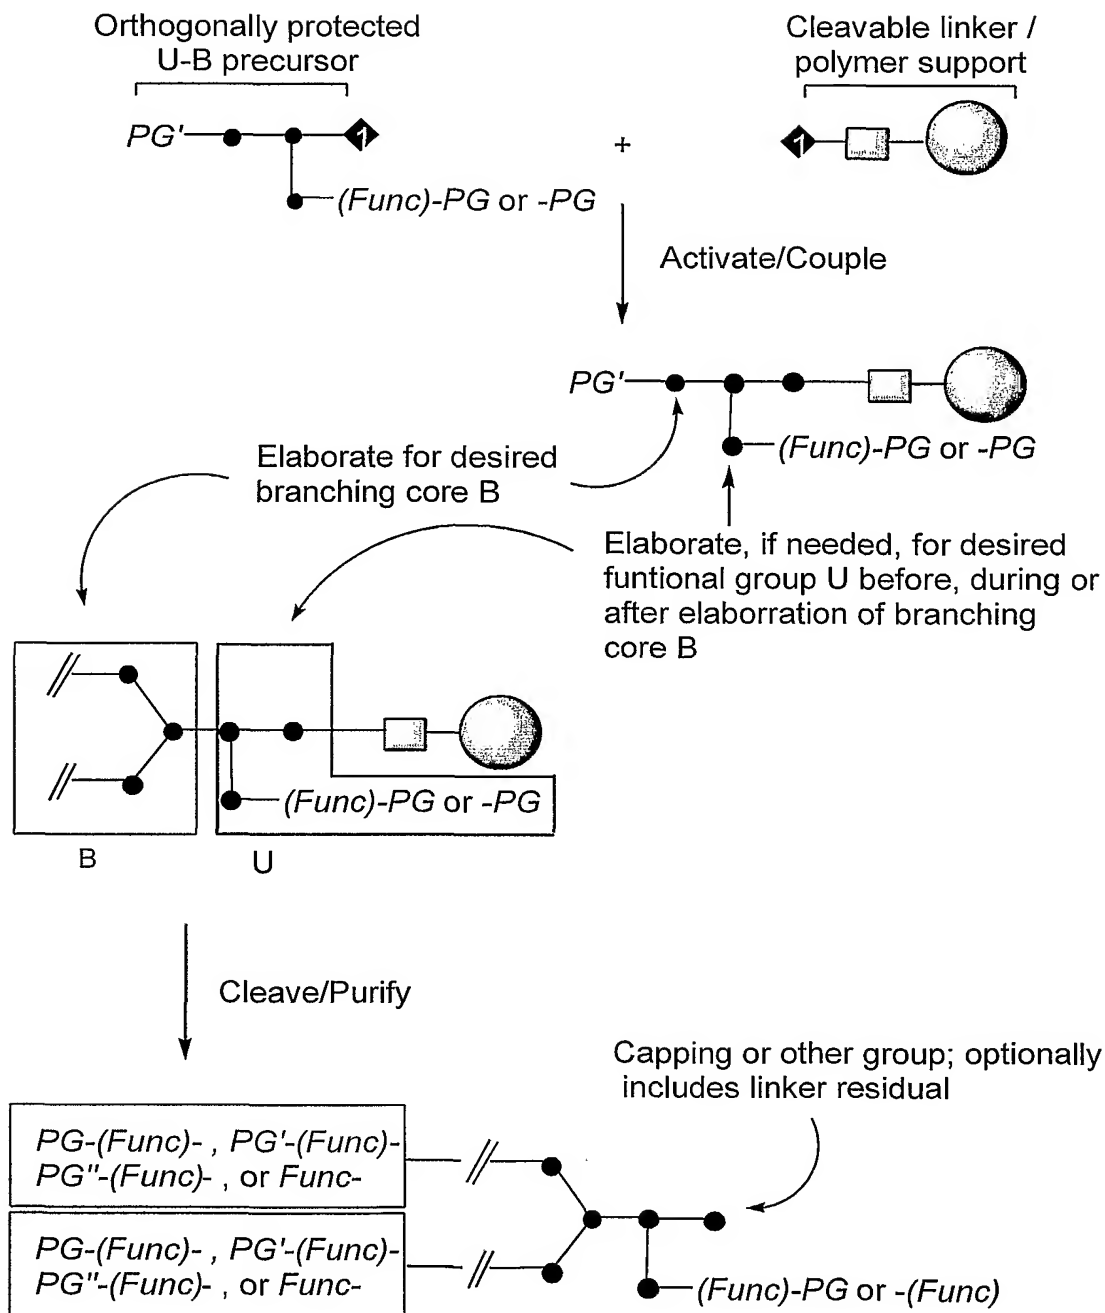 Orthogonally protected
U-B precursor
Cleavable linker /
polymer support
PG'
1
+
1
(Func)-PG or -PG
Activate/Couple
PG'
(Func)-PG or -PG
Elaborate for desired
branching core B
Elaborate, if needed, for desired
funtional group U before, during or
after elaborration of branching
core B
(Func)-PG or -PG
B
U
Cleave/Purify
Capping or other group; optionally
includes linker residual
PG-(Func)- , PG'-(Func)-
PG"-(Func)- , or Func-
PG-(Func)- , PG'-(Func)-
PG"-(Func)- , or Func-
(Func)-PG or -(Func)